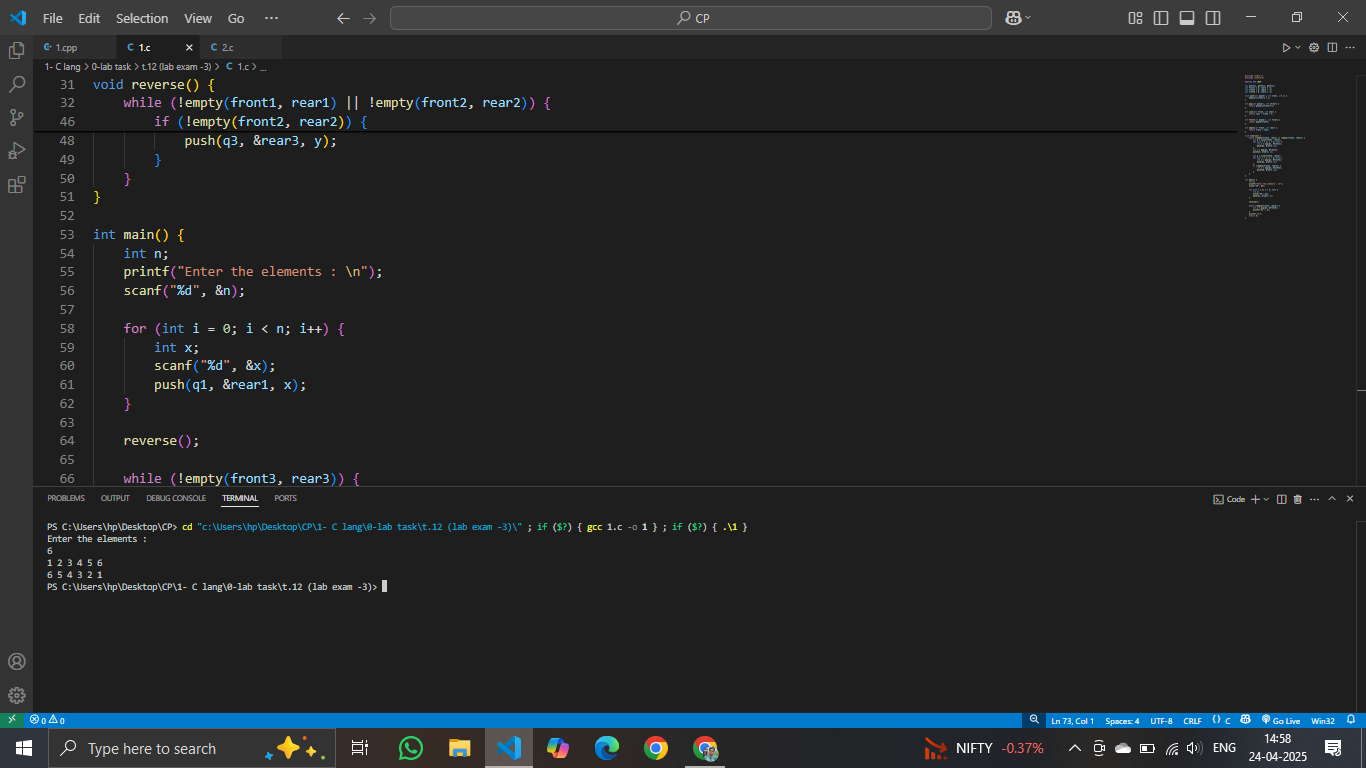 File Edit Selection View Go ··· CP
1.cpp C 1.c C 2.c
1- C lang > 0-lab task > t.12 (lab exam -3) > C 1.c > ...
31 void reverse() {
32 while (!empty(front1, rear1) || !empty(front2, rear2)) {
46 if (!empty(front2, rear2)) {
48 push(q3, &rear3, y);
49 }
50 }
51 }
52
53 int main() {
54 int n;
55 printf("Enter the elements : \n");
56 scanf("%d", &n);
57
58 for (int i = 0; i < n; i++) {
59 int x;
60 scanf("%d", &x);
61 push(q1, &rear1, x);
62 }
63
64 reverse();
65
66 while (!empty(front3, rear3)) {
PROBLEMS OUTPUT DEBUG CONSOLE TERMINAL PORTS Code
PS C:\Users\hp\Desktop\CP> cd "c:\Users\hp\Desktop\CP\1- C lang\0-lab task\t.12 (lab exam -3)\" ; if ($?) { gcc 1.c -o 1 } ; if ($?) { .\1 }
Enter the elements :
6
1 2 3 4 5 6
6 5 4 3 2 1
PS C:\Users\hp\Desktop\CP\1- C lang\0-lab task\t.12 (lab exam -3)>
0 0 Ln 73, Col 1 Spaces: 4 UTF-8 CRLF {} C Go Live Win32
Type here to search NIFTY -0.37% ENG 14:58
24-04-2025